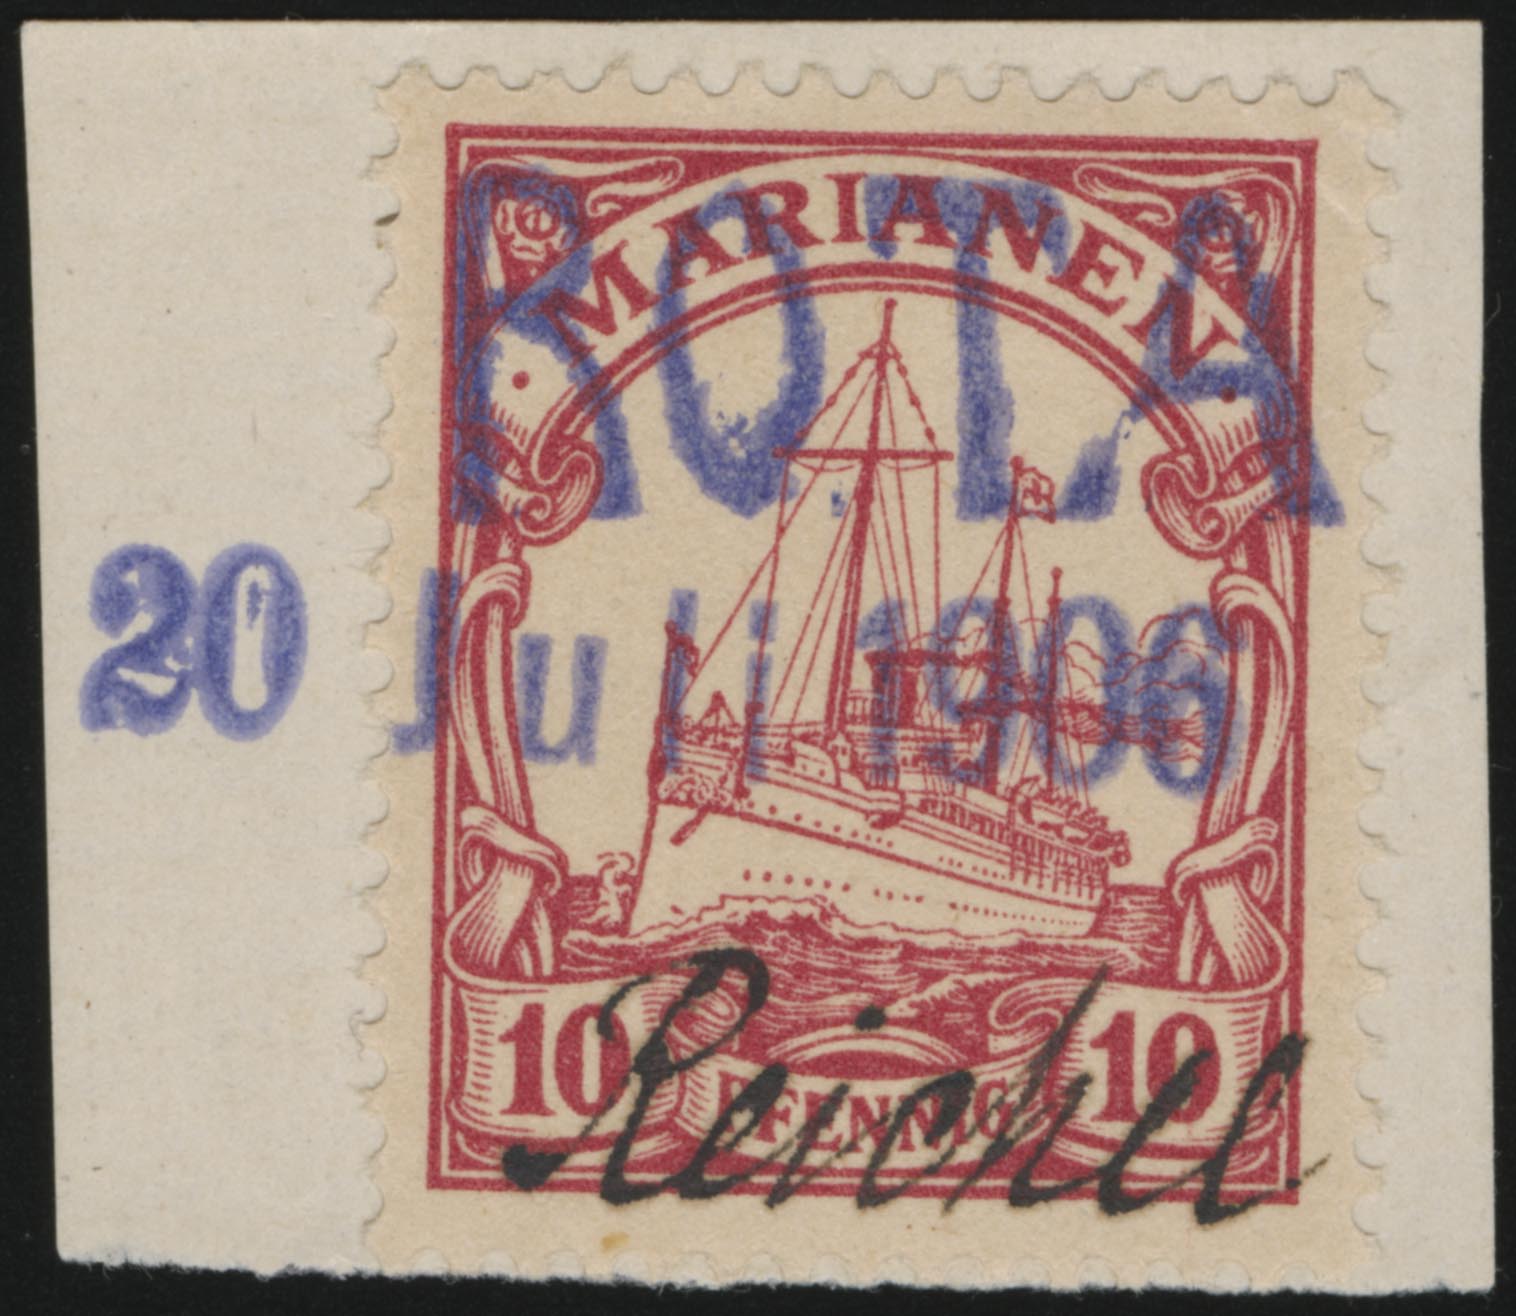 MARIANEN
ROTA
20 Juli 1906
10 PFENNIG 10
Reichel